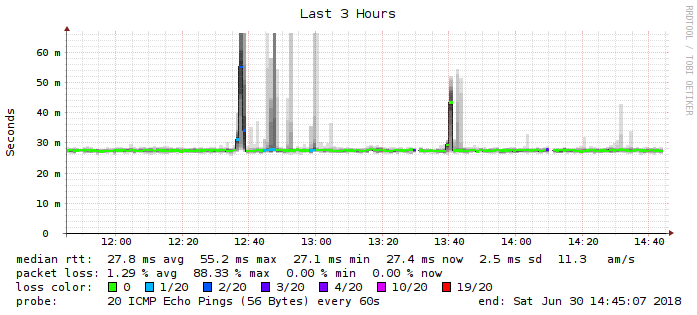 Last 3 Hours
RRDTOOL / TOBI OETIKER
Seconds
60 m
50 m
40 m
30 m
20 m
10 m
0
12:00 12:20 12:40 13:00 13:20 13:40 14:00 14:20 14:40
median rtt: 27.8 ms avg 55.2 ms max 27.1 ms min 27.4 ms now 2.5 ms sd 11.3 am/s
packet loss: 1.29 % avg 88.33 % max 0.00 % min 0.00 % now
loss color: 0 1/20 2/20 3/20 4/20 10/20 19/20
probe: 20 ICMP Echo Pings (56 Bytes) every 60s end: Sat Jun 30 14:45:07 2018